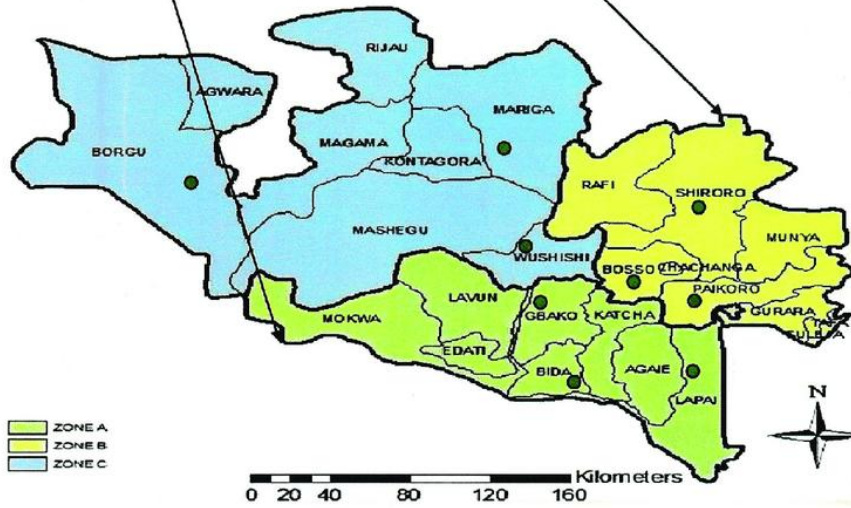 RIJAU
AGWARA
MARIGA
MAGAMA
BORGU
KONTAGORA
RAFI
SHIRORO
MASHEGU
MUNYA
WUSHISHI
BOSSO
CHACHANGA
PAIKORO
LAVUN
GBAKO
KATCHA
GURARA
MOKWA
EDATI
BIDA
AGAIE
LAPAI
N
ZONE A
ZONE B
ZONE C
Kilometers
0 20 40 80 120 160